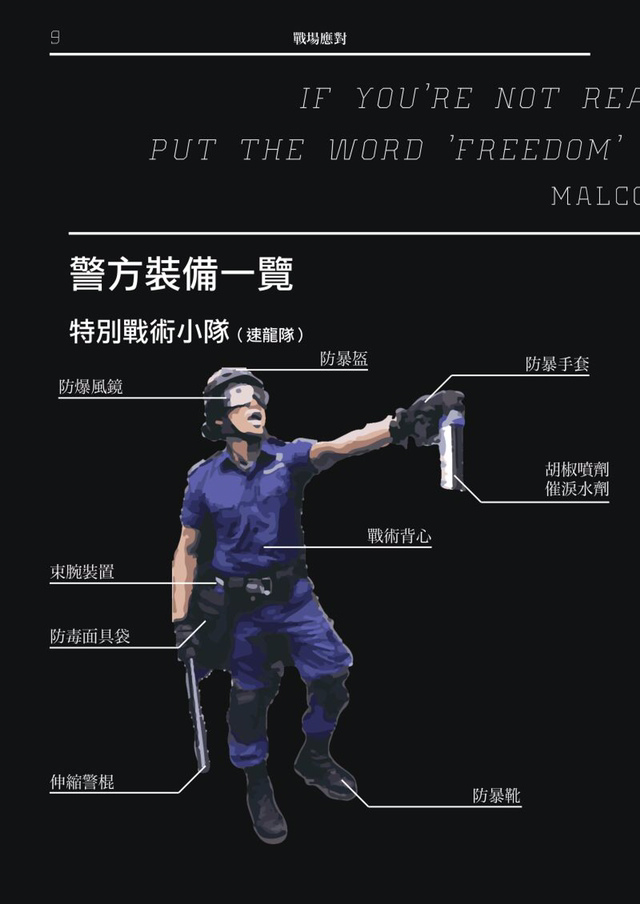 9
戰場應對
IF YOU'RE NOT REA
PUT THE WORD 'FREEDOM'
MALCO
警方裝備一覽
特別戰術小隊（速龍隊）
防暴盔
防暴手套
防爆風鏡
胡椒噴劑
催淚水劑
戰術背心
束腕裝置
防毒面具袋
伸縮警棍
防暴靴